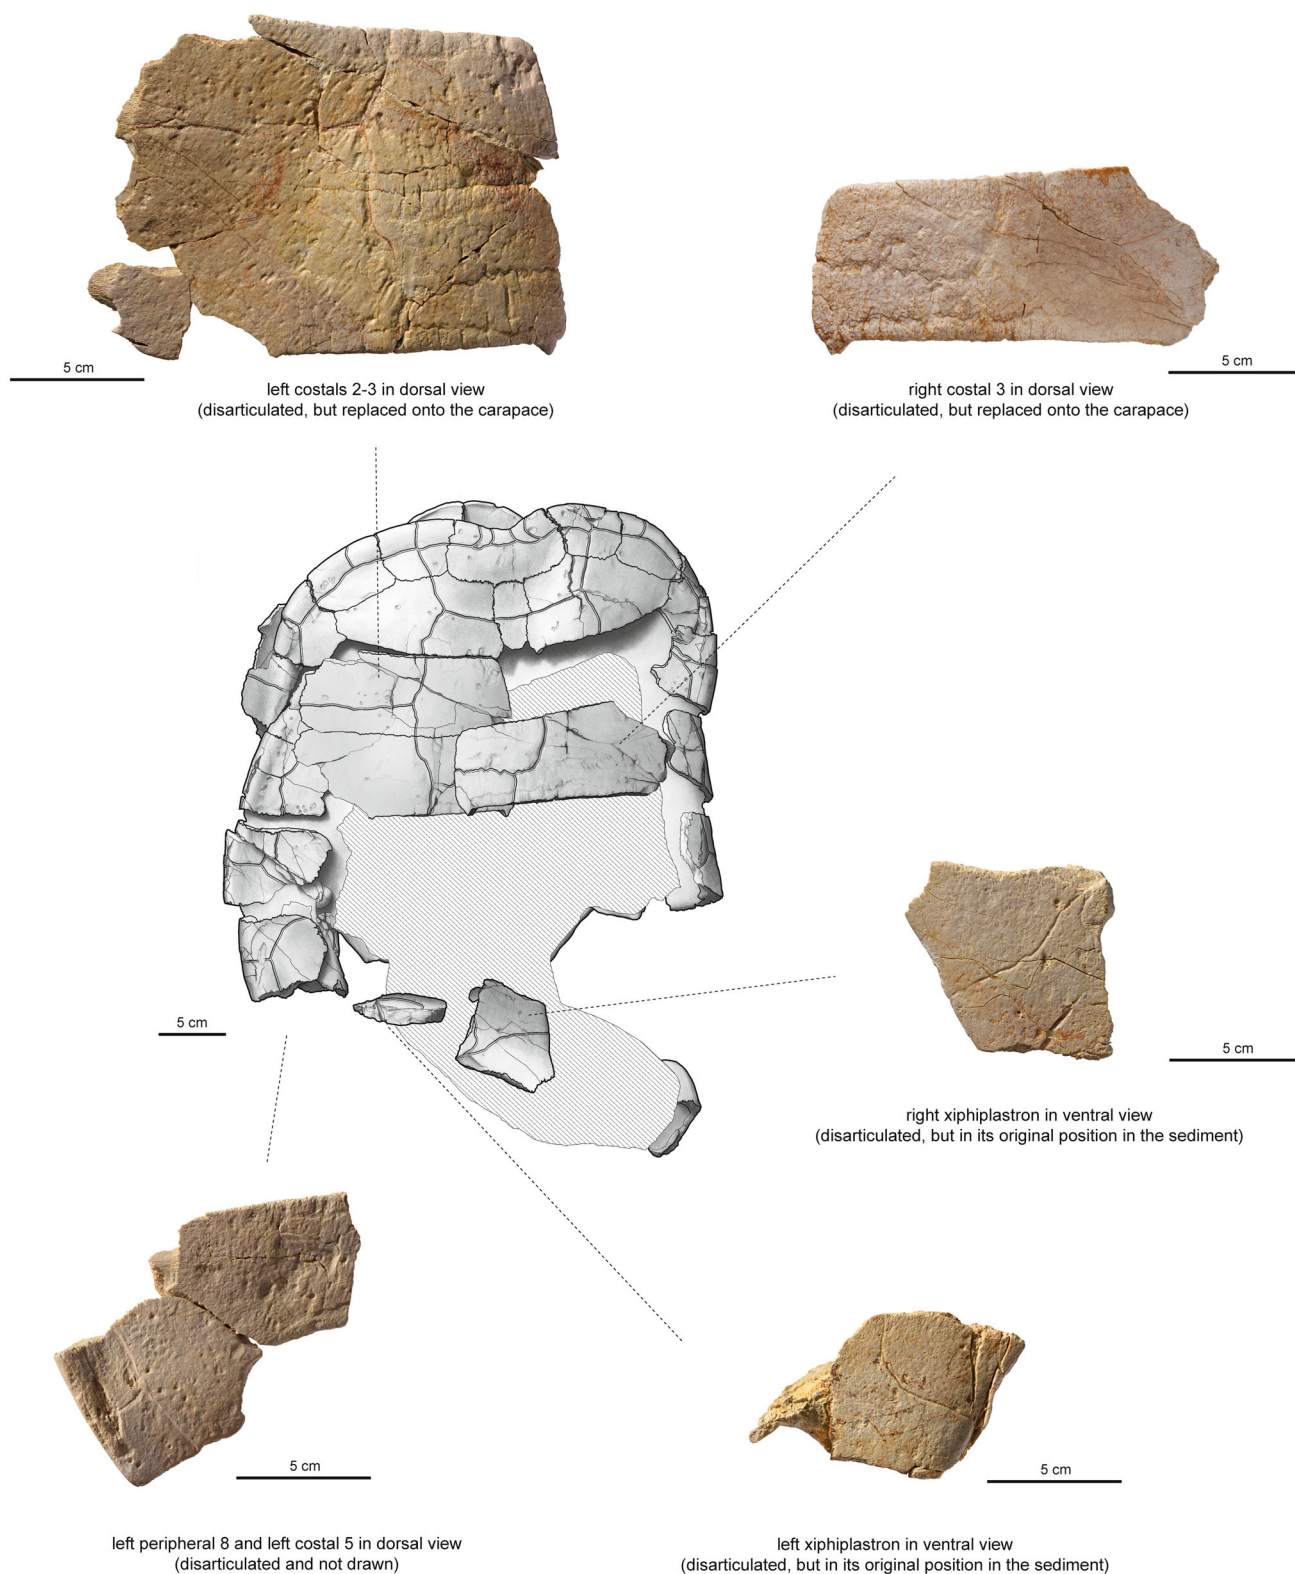 5 cm
left costals 2-3 in dorsal view
(disarticulated, but replaced onto the carapace)
5 cm
right costal 3 in dorsal view
(disarticulated, but replaced onto the carapace)
5 cm
5 cm
right xiphiplastron in ventral view
(disarticulated, but in its original position in the sediment)
5 cm
left peripheral 8 and left costal 5 in dorsal view
(disarticulated and not drawn)
5 cm
left xiphiplastron in ventral view
(disarticulated, but in its original position in the sediment)